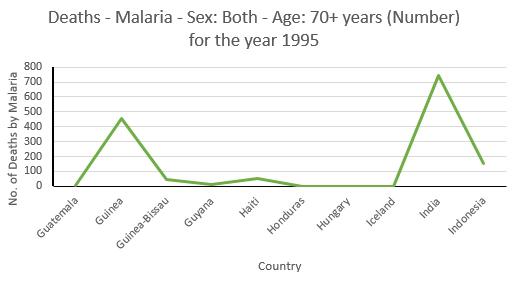 Deaths - Malaria - Sex: Both - Age: 70+ years (Number)
for the year 1995
No. of Deaths by Malaria
800
700
600
500
400
300
200
100
0
Guatemala
Guinea
Guinea-Bissau
Guyana
Haiti
Honduras
Hungary
Iceland
India
Indonesia
Country